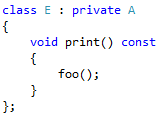 class E : private A
{
    void print() const
    {
        foo();
    }
};